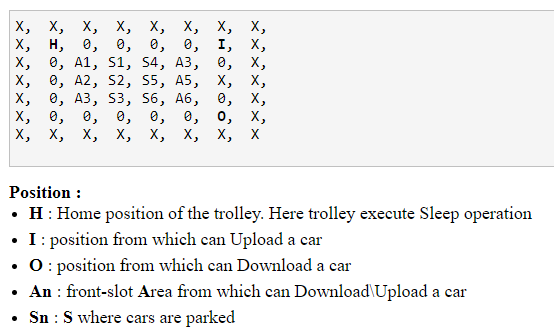 X, X, X, X, X, X, X, X,
X, H, 0, 0, 0, 0, I, X,
X, 0, A1, S1, S4, A3, 0, X,
X, 0, A2, S2, S5, A5, X, X,
X, 0, A3, S3, S6, A6, 0, X,
X, 0, 0, 0, 0, 0, O, X,
X, X, X, X, X, X, X, X
Position :
• H : Home position of the trolley. Here trolley execute Sleep operation
• I : position from which can Upload a car
• O : position from which can Download a car
• An : front-slot Area from which can Download\Upload a car
• Sn : S where cars are parked